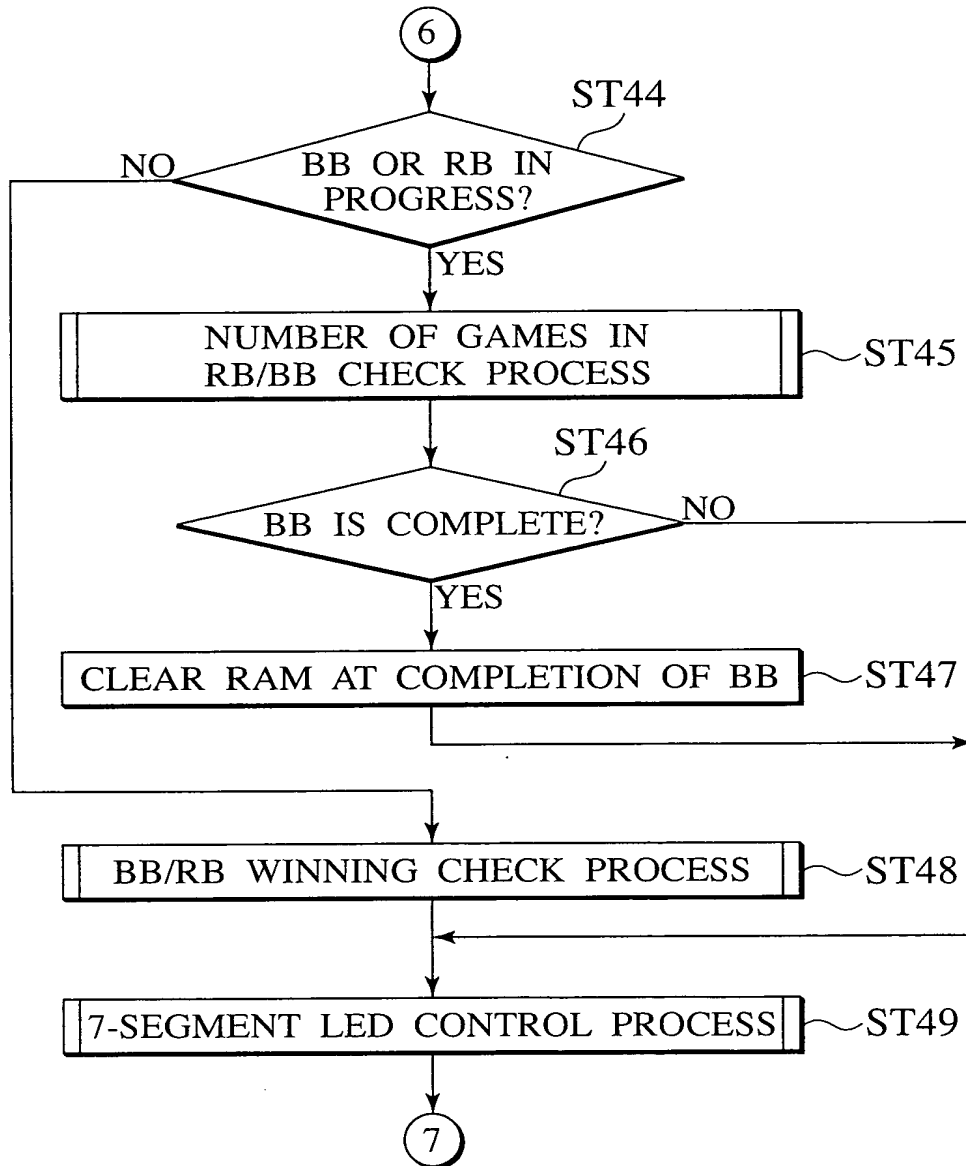 6
ST44
NO
BB OR RB IN
PROGRESS?
YES
NUMBER OF GAMES IN
RB/BB CHECK PROCESS
ST45
ST46
BB IS COMPLETE?
NO
YES
CLEAR RAM AT COMPLETION OF BB
ST47
BB/RB WINNING CHECK PROCESS
ST48
7-SEGMENT LED CONTROL PROCESS
ST49
7